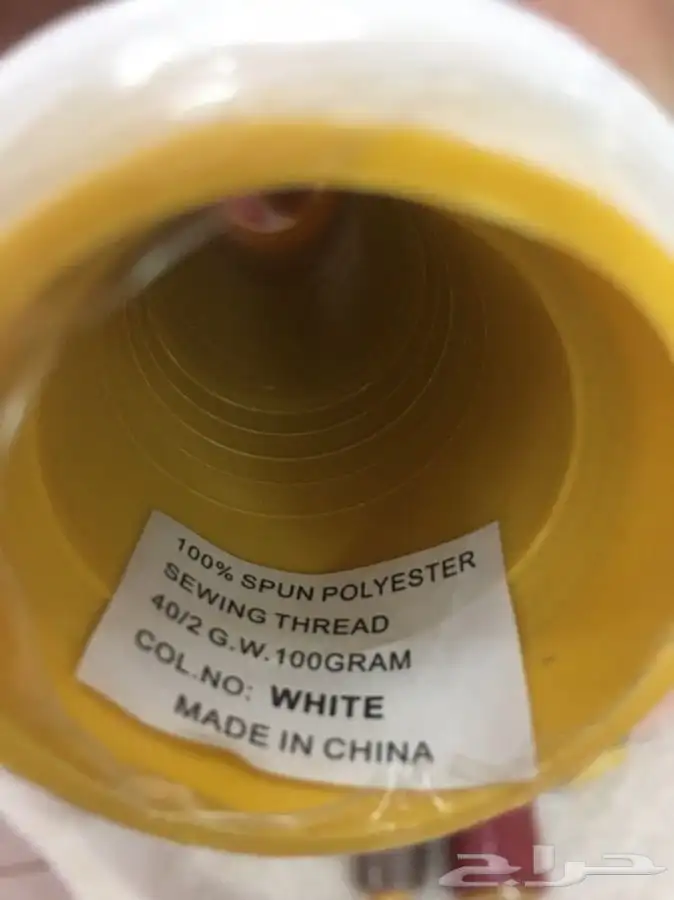 100% SPUN POLYESTER
SEWING THREAD
40/2 G.W.100GRAM
COL.NO: WHITE
MADE IN CHINA
حراج